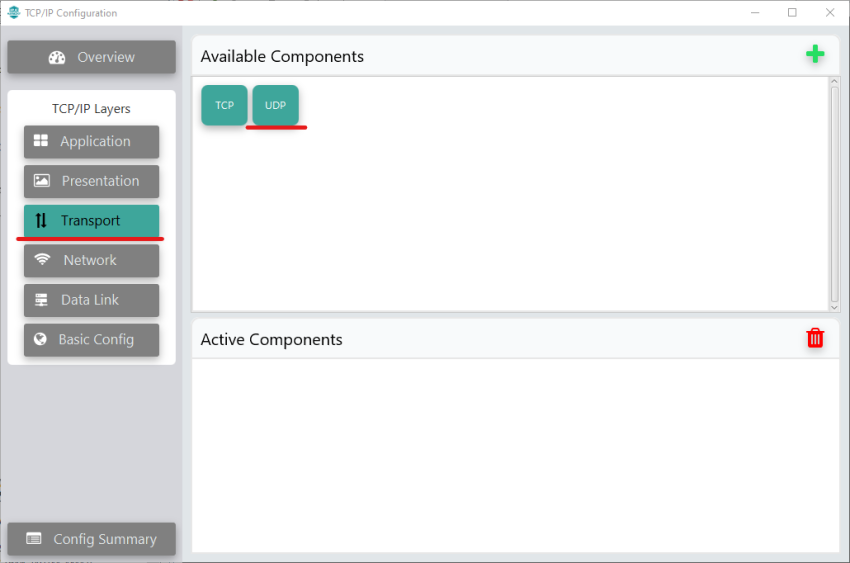 TCP/IP Configuration
Overview
TCP/IP Layers
Application
Presentation
Transport
Network
Data Link
Basic Config
Config Summary
Available Components
TCP UDP
Active Components